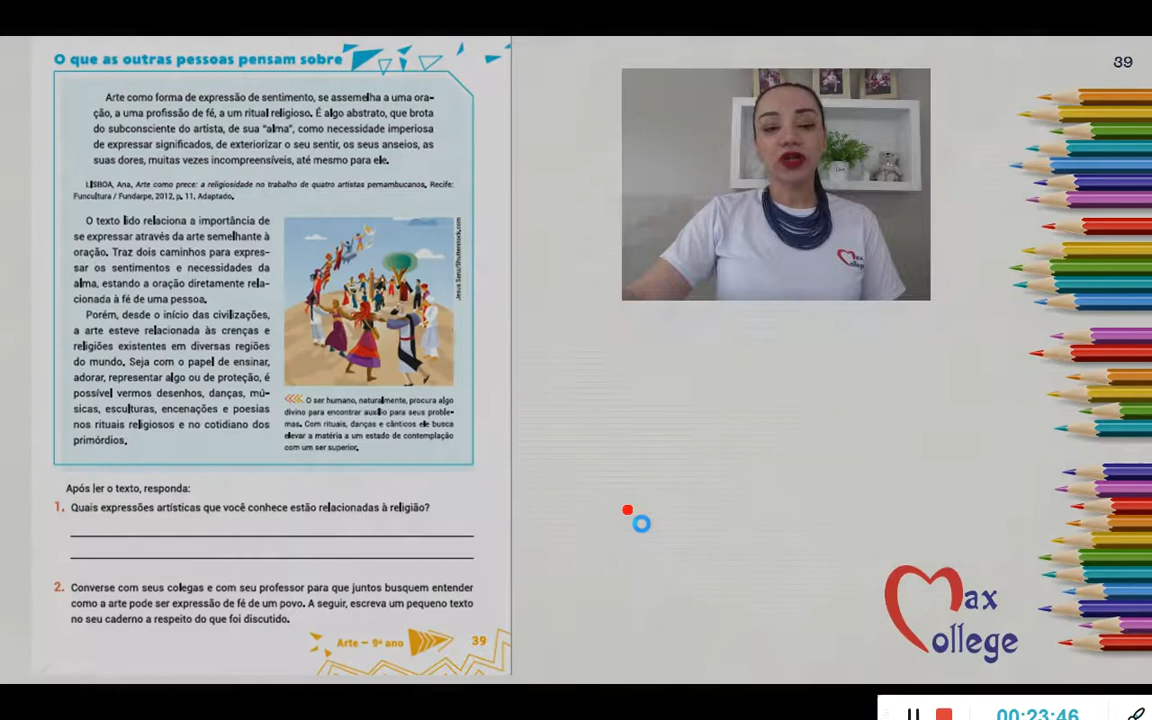 O que as outras pessoas pensam sobre
Arte como forma de expressão de sentimento, se assemelha a uma ora-
ção, a uma profissão de fé, a um ritual religioso. É algo abstrato, que brota
do subconsciente do artista, de sua “alma”, como necessidade imperiosa
de expressar significados, de exteriorizar o seu sentir, os seus anseios, as
suas dores, muitas vezes incompreensíveis, até mesmo para ele.
LISBOA, Ana, Arte como prece: a religiosidade no trabalho de quatro artistas pernambucanos. Recife:
Funcultura / Fundarpe, 2012, p. 11. Adaptado.
O texto lido relaciona a importância de
se expressar através da arte semelhante à
oração. Traz dois caminhos para expres-
sar os sentimentos e necessidades da
alma, estando a oração diretamente rela-
cionada à fé de uma pessoa.
Porém, desde o início das civilizações,
a arte esteve relacionada às crenças e
religiões existentes em diversas regiões
do mundo. Seja com o papel de ensinar,
adorar, representar algo ou de proteção, é
possível vermos desenhos, danças, mú-
sicas, esculturas, encenações e poesias
nos rituais religiosos e no cotidiano dos
primórdios.
Jesus Sanz/Shutterstock.com
O ser humano, naturalmente, procura algo
divino para encontrar auxílio para seus proble-
mas. Com rituais, danças e cânticos ele busca
elevar a matéria a um estado de contemplação
com um ser superior.
Após ler o texto, responda:
1. Quais expressões artísticas que você conhece estão relacionadas à religião?
2. Converse com seus colegas e com seu professor para que juntos busquem entender
como a arte pode ser expressão de fé de um povo. A seguir, escreva um pequeno texto
no seu caderno a respeito do que foi discutido.
Arte – 9º ano 39
39
Max
College
Max
College
00:23:46